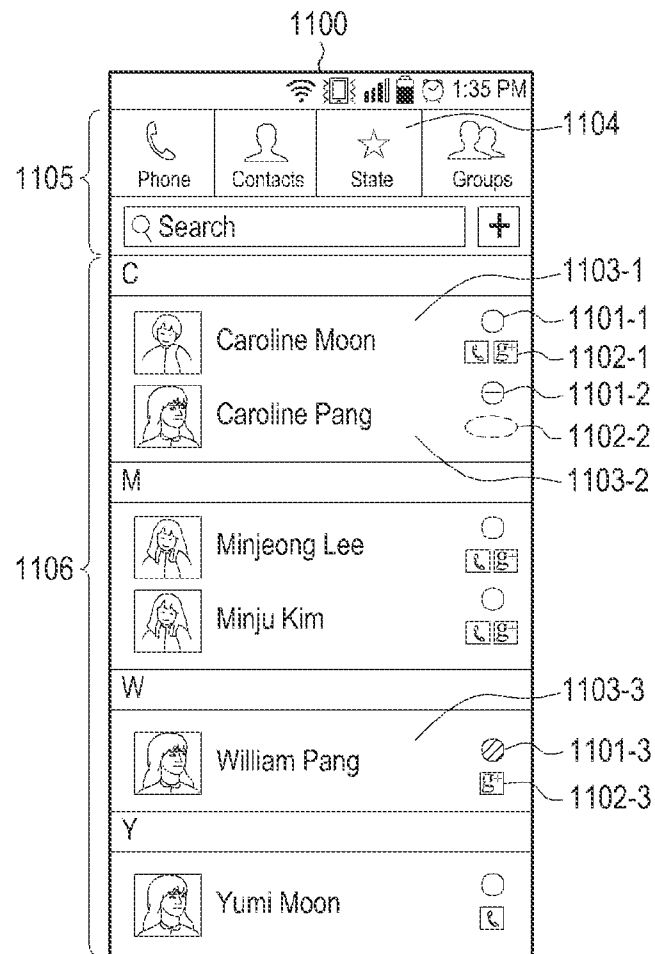 1100
1:35 PM
1104
Phone Contacts State Groups
1105
Search +
C
1103-1
1101-1
Caroline Moon
g+ 1102-1
1101-2
Caroline Pang
1102-2
1103-2
M
Minjeong Lee
g+
1106
Minju Kim
g+
W
1103-3
William Pang
1101-3
g+ 1102-3
Y
Yumi Moon